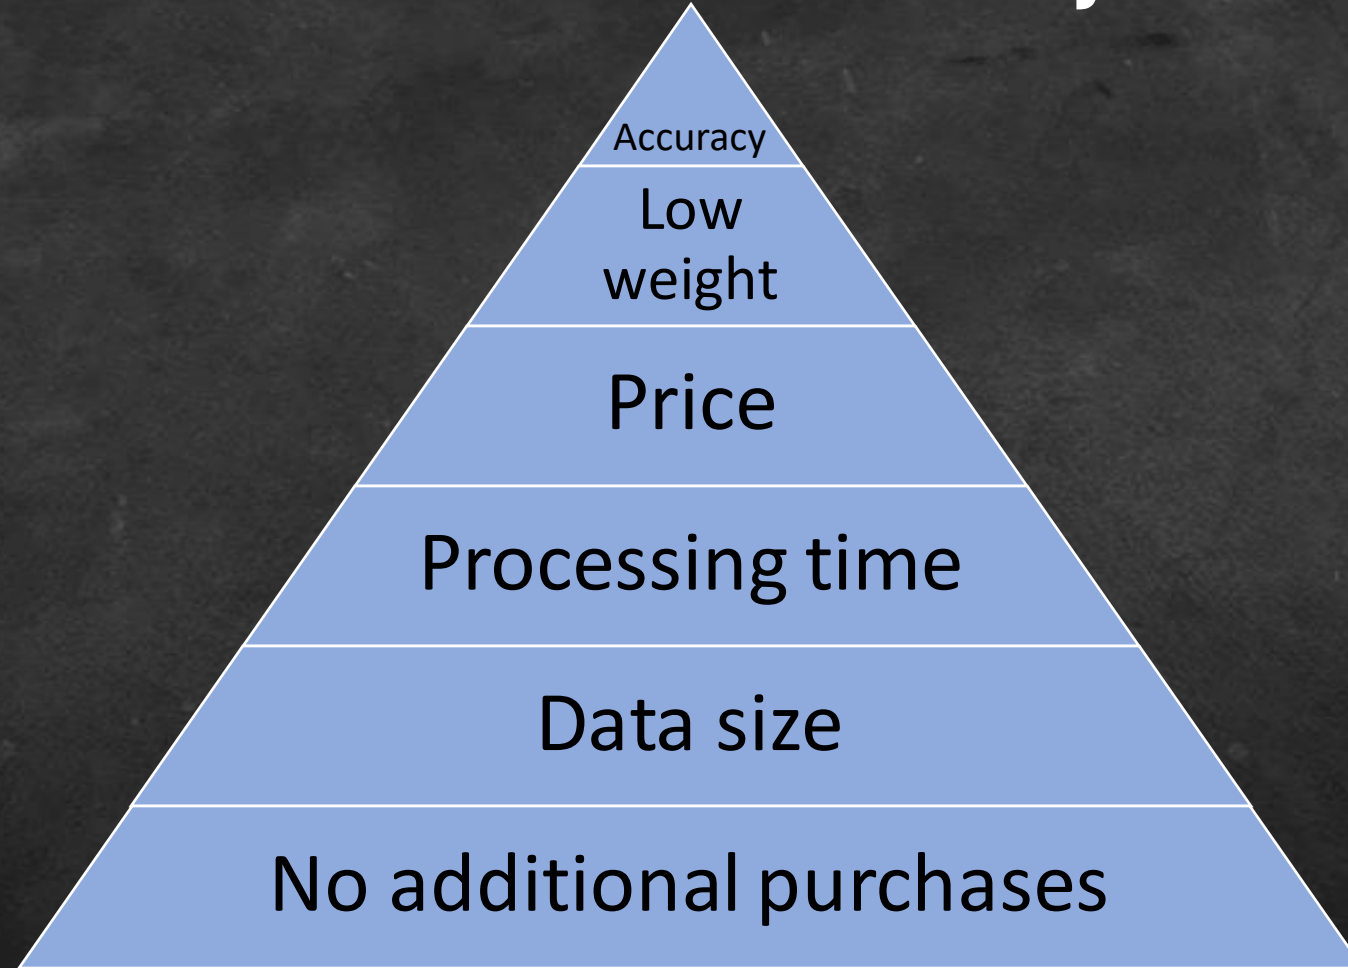 Accuracy
Low
weight
Price
Processing time
Data size
No additional purchases